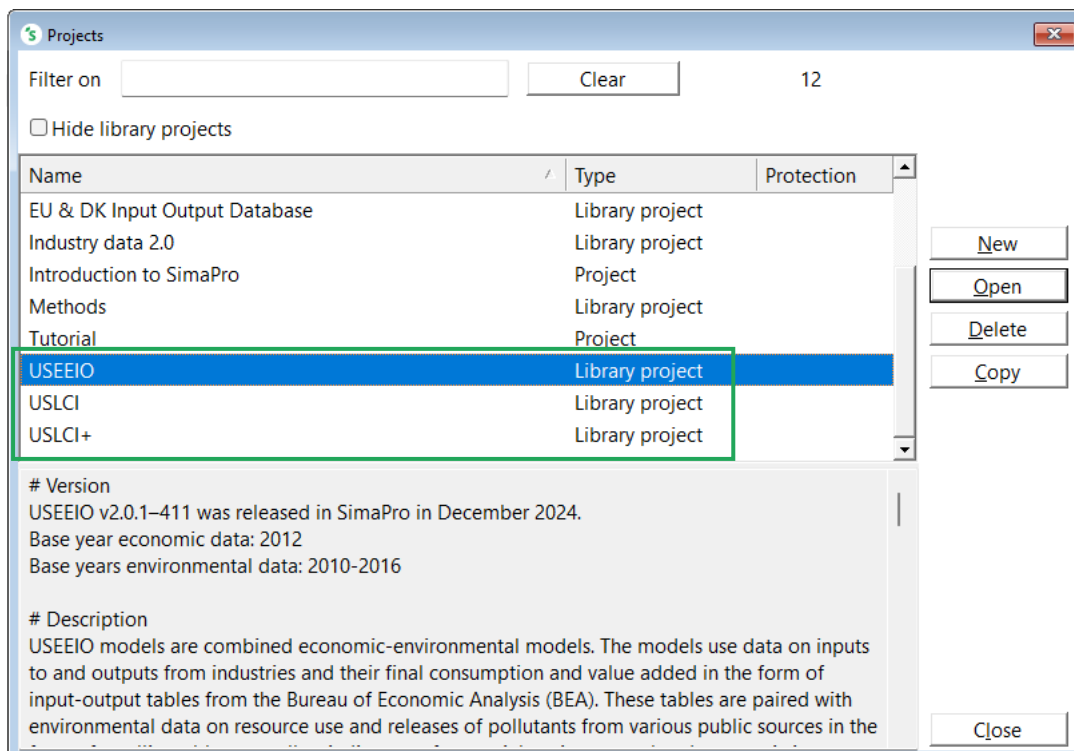 Projects
Filter on Clear 12
Hide library projects
Name Type Protection
EU & DK Input Output Database Library project
Industry data 2.0 Library project
Introduction to SimaPro Project
Methods Library project
Tutorial Project
USEEIO Library project
USLCI Library project
USLCI+ Library project
New
Open
Delete
Copy
# Version
USEEIO v2.0.1–411 was released in SimaPro in December 2024.
Base year economic data: 2012
Base years environmental data: 2010-2016
# Description
USEEIO models are combined economic-environmental models. The models use data on inputs
to and outputs from industries and their final consumption and value added in the form of
input-output tables from the Bureau of Economic Analysis (BEA). These tables are paired with
environmental data on resource use and releases of pollutants from various public sources in the
Close